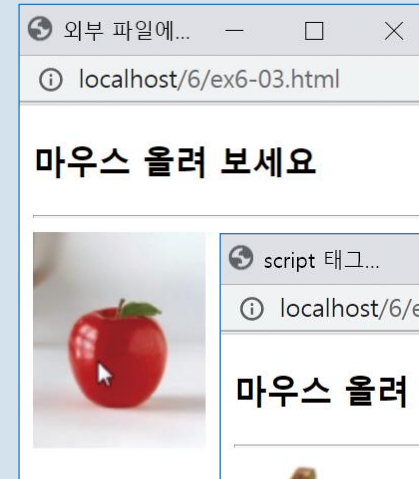 외부 파일에...
localhost/6/ex6-03.html
마우스 올려 보세요
script 태그...
localhost/6/e
마우스 올려